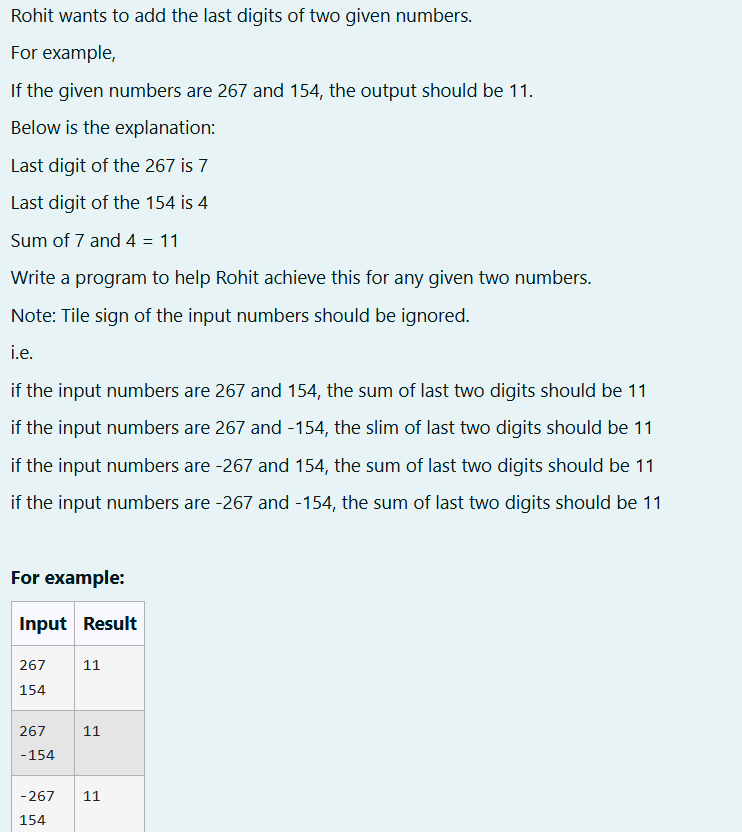 Rohit wants to add the last digits of two given numbers.
For example,
If the given numbers are 267 and 154, the output should be 11.
Below is the explanation:
Last digit of the 267 is 7
Last digit of the 154 is 4
Sum of 7 and 4 = 11
Write a program to help Rohit achieve this for any given two numbers.
Note: Tile sign of the input numbers should be ignored.
i.e.
if the input numbers are 267 and 154, the sum of last two digits should be 11
if the input numbers are 267 and -154, the slim of last two digits should be 11
if the input numbers are -267 and 154, the sum of last two digits should be 11
if the input numbers are -267 and -154, the sum of last two digits should be 11
For example:
Input Result
267 11
154
267 11
-154
-267 11
154